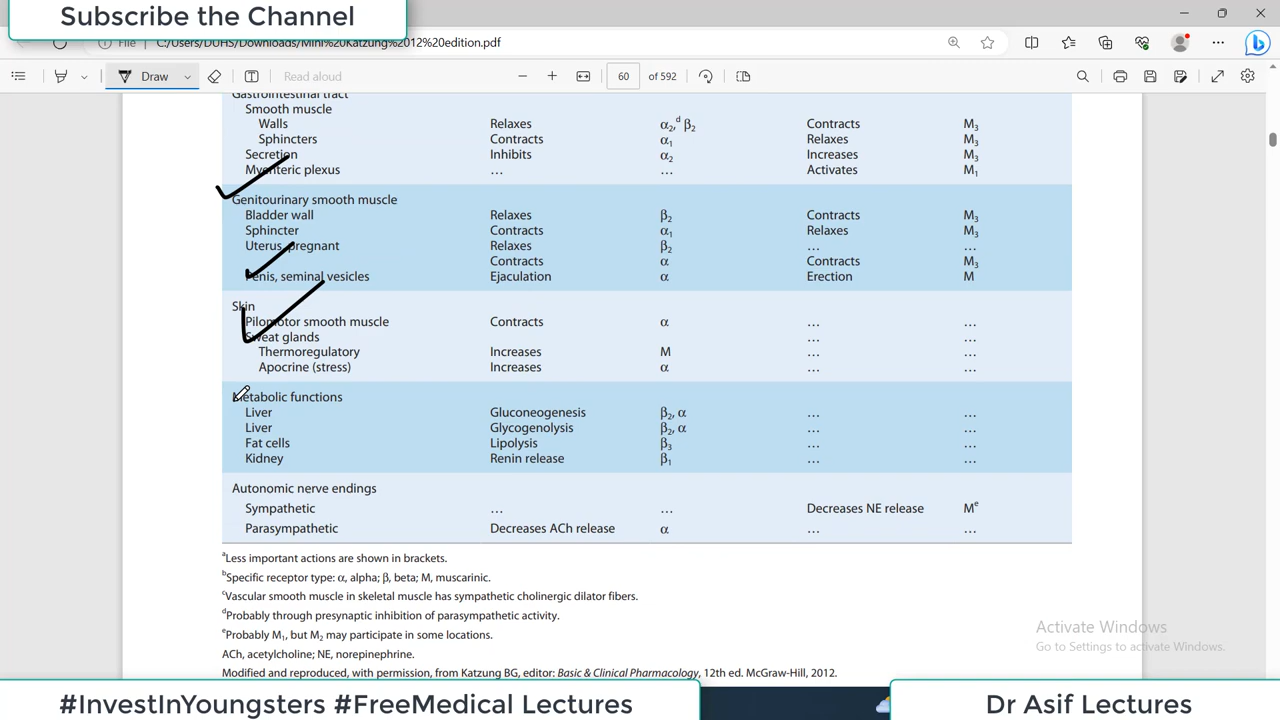 Subscribe the Channel
File C:/Users/DUHS/Downloads/Mini%20Katzung%2012%20edition.pdf
Draw Read aloud 60 of 592
Gastrointestinal tract
Smooth muscle
Walls Relaxes α2,d β2 Contracts M3
Sphincters Contracts α1 Relaxes M3
Secretion Inhibits α2 Increases M3
Myenteric plexus … … Activates M1
Genitourinary smooth muscle
Bladder wall Relaxes β2 Contracts M3
Sphincter Contracts α1 Relaxes M3
Uterus, pregnant Relaxes β2 … …
Contracts α Contracts M3
Penis, seminal vesicles Ejaculation α Erection M
Skin
Pilomotor smooth muscle Contracts α … …
Sweat glands … …
Thermoregulatory Increases M … …
Apocrine (stress) Increases α … …
Metabolic functions
Liver Gluconeogenesis β2, α … …
Liver Glycogenolysis β2, α … …
Fat cells Lipolysis β3 … …
Kidney Renin release β1 … …
Autonomic nerve endings
Sympathetic … … Decreases NE release Me
Parasympathetic Decreases ACh release α … …
aLess important actions are shown in brackets.
bSpecific receptor type: α, alpha; β, beta; M, muscarinic.
cVascular smooth muscle in skeletal muscle has sympathetic cholinergic dilator fibers.
dProbably through presynaptic inhibition of parasympathetic activity.
eProbably M1, but M2 may participate in some locations.
ACh, acetylcholine; NE, norepinephrine.
Modified and reproduced, with permission, from Katzung BG, editor: Basic & Clinical Pharmacology, 12th ed. McGraw-Hill, 2012.
Activate Windows
Go to Settings to activate Windows.
#InvestInYoungsters #FreeMedical Lectures
Dr Asif Lectures